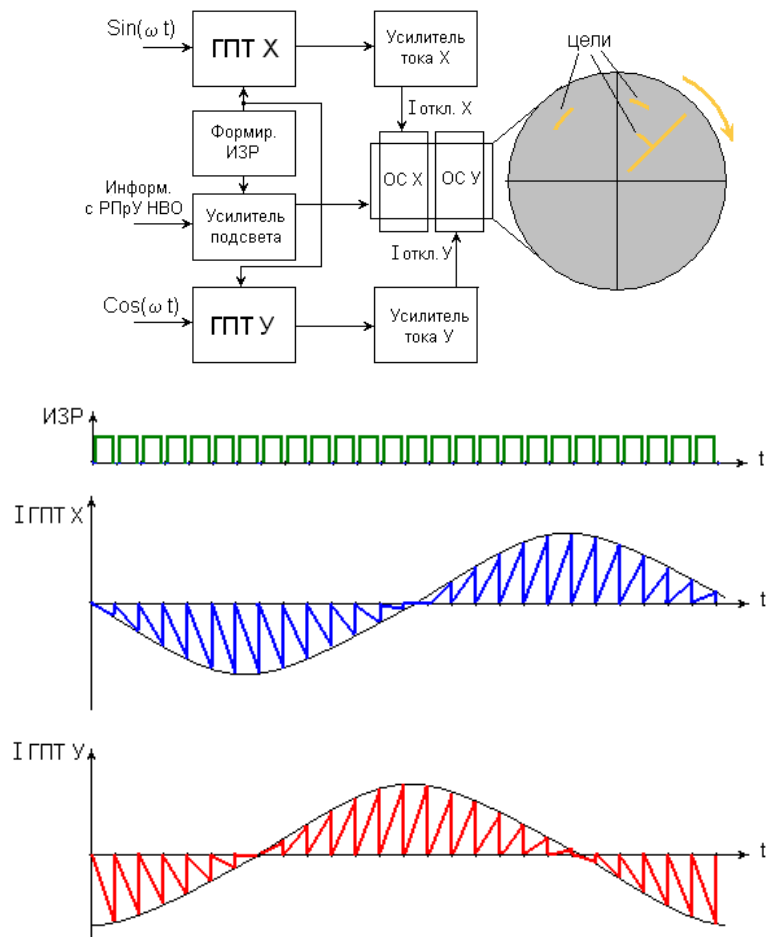 Sin(ω t)
ГПТ X
Усилитель
тока X
цели
I откл. X
Формир.
ИЗР
Информ.
с РПрУ НВО
Усилитель
подсвета
ОС X
ОС У
I откл. У
Cos(ω t)
ГПТ У
Усилитель
тока У
ИЗР
t
I ГПТ X
t
I ГПТ У
t